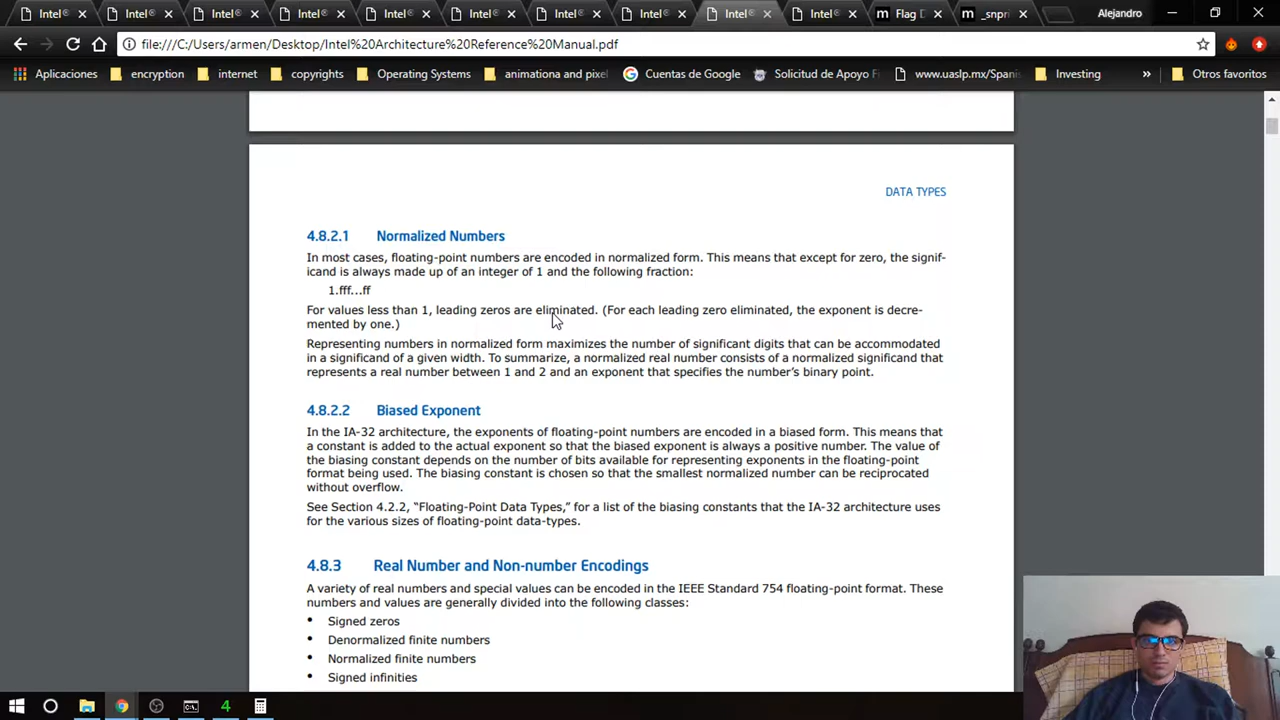 Intel® Intel® Intel® Intel® Intel® Intel® Intel® Intel® Intel® Intel® Flag D _snpri Alejandro
file:///C:/Users/armen/Desktop/Intel%20Architecture%20Reference%20Manual.pdf
Aplicaciones encryption internet copyrights Operating Systems animationa and pixel Cuentas de Google Solicitud de Apoyo Fi www.uaslp.mx/Spani Investing » Otros favoritos
DATA TYPES
4.8.2.1 Normalized Numbers
In most cases, floating-point numbers are encoded in normalized form. This means that except for zero, the signif-
icand is always made up of an integer of 1 and the following fraction:
1.fff...ff
For values less than 1, leading zeros are eliminated. (For each leading zero eliminated, the exponent is decre-
mented by one.)
Representing numbers in normalized form maximizes the number of significant digits that can be accommodated
in a significand of a given width. To summarize, a normalized real number consists of a normalized significand that
represents a real number between 1 and 2 and an exponent that specifies the number's binary point.
4.8.2.2 Biased Exponent
In the IA-32 architecture, the exponents of floating-point numbers are encoded in a biased form. This means that
a constant is added to the actual exponent so that the biased exponent is always a positive number. The value of
the biasing constant depends on the number of bits available for representing exponents in the floating-point
format being used. The biasing constant is chosen so that the smallest normalized number can be reciprocated
without overflow.
See Section 4.2.2, “Floating-Point Data Types,” for a list of the biasing constants that the IA-32 architecture uses
for the various sizes of floating-point data-types.
4.8.3 Real Number and Non-number Encodings
A variety of real numbers and special values can be encoded in the IEEE Standard 754 floating-point format. These
numbers and values are generally divided into the following classes:
• Signed zeros
• Denormalized finite numbers
• Normalized finite numbers
• Signed infinities